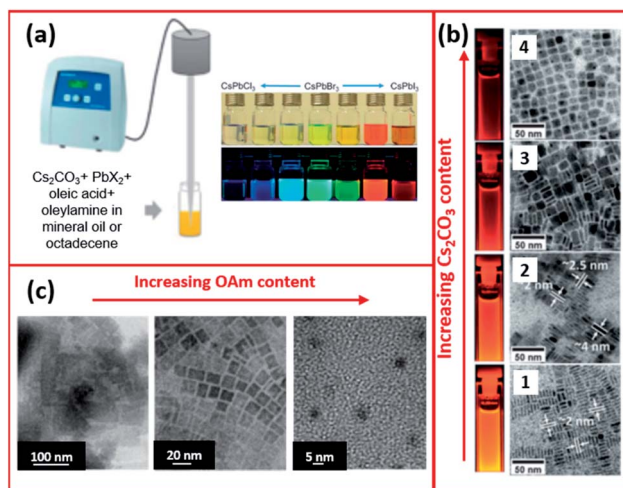 (a)
CsPbCl₃
CsPbBr₃
CsPbI₃
Cs₂CO₃+ PbX₂+
oleic acid+
oleylamine in
mineral oil or
octadecene
(b)
Increasing Cs₂CO₃ content
4
50 nm
3
50 nm
2
~2.5 nm
2 nm
~4 nm
50 nm
1
~2 nm
50 nm
(c)
Increasing OAm content
100 nm
20 nm
5 nm